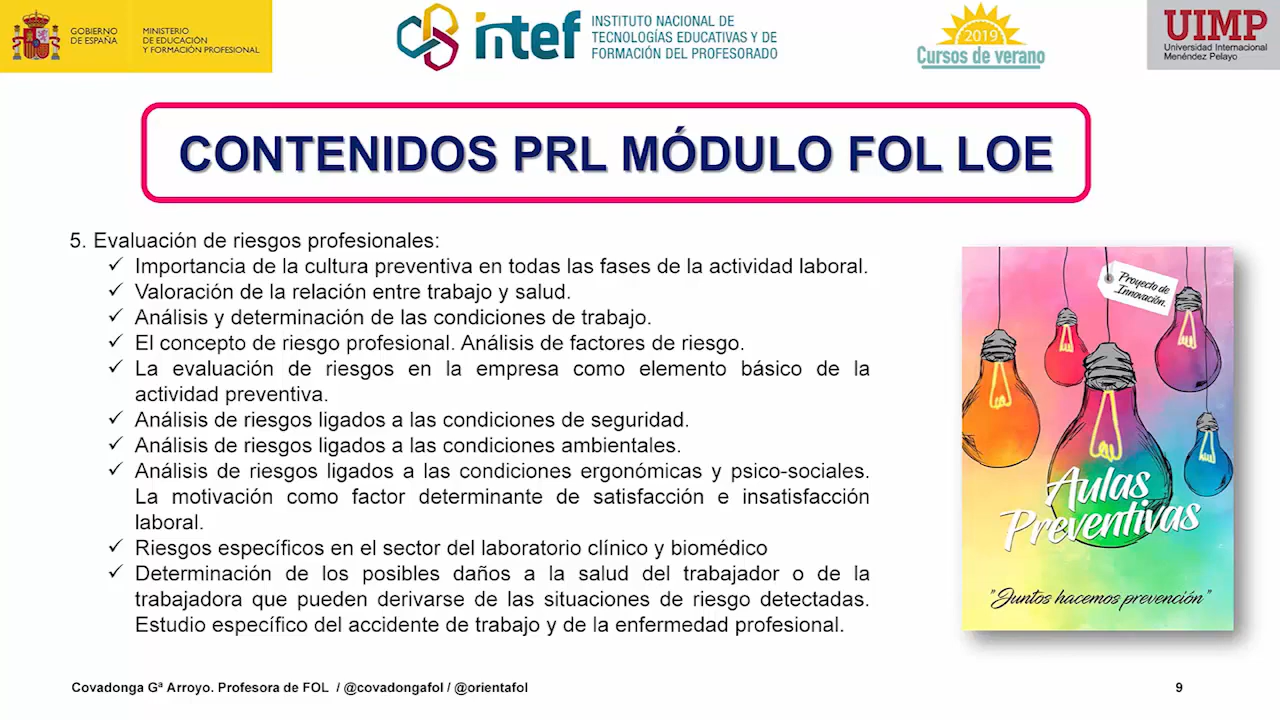 GOBIERNO
DE ESPAÑA
MINISTERIO
DE EDUCACIÓN
Y FORMACIÓN PROFESIONAL
intef
INSTITUTO NACIONAL DE
TECNOLOGÍAS EDUCATIVAS Y DE
FORMACIÓN DEL PROFESORADO
2019
Cursos de verano
UIMP
Universidad Internacional
Menéndez Pelayo
CONTENIDOS PRL MÓDULO FOL LOE
5. Evaluación de riesgos profesionales:
✓ Importancia de la cultura preventiva en todas las fases de la actividad laboral.
✓ Valoración de la relación entre trabajo y salud.
✓ Análisis y determinación de las condiciones de trabajo.
✓ El concepto de riesgo profesional. Análisis de factores de riesgo.
✓ La evaluación de riesgos en la empresa como elemento básico de la
actividad preventiva.
✓ Análisis de riesgos ligados a las condiciones de seguridad.
✓ Análisis de riesgos ligados a las condiciones ambientales.
✓ Análisis de riesgos ligados a las condiciones ergonómicas y psico-sociales.
La motivación como factor determinante de satisfacción e insatisfacción
laboral.
✓ Riesgos específicos en el sector del laboratorio clínico y biomédico
✓ Determinación de los posibles daños a la salud del trabajador o de la
trabajadora que pueden derivarse de las situaciones de riesgo detectadas.
Estudio específico del accidente de trabajo y de la enfermedad profesional.
Proyecto de
Innovación.
Aulas
Preventivas
"Juntos hacemos prevención"
Covadonga Gª Arroyo. Profesora de FOL / @covadongafol / @orientafol
9